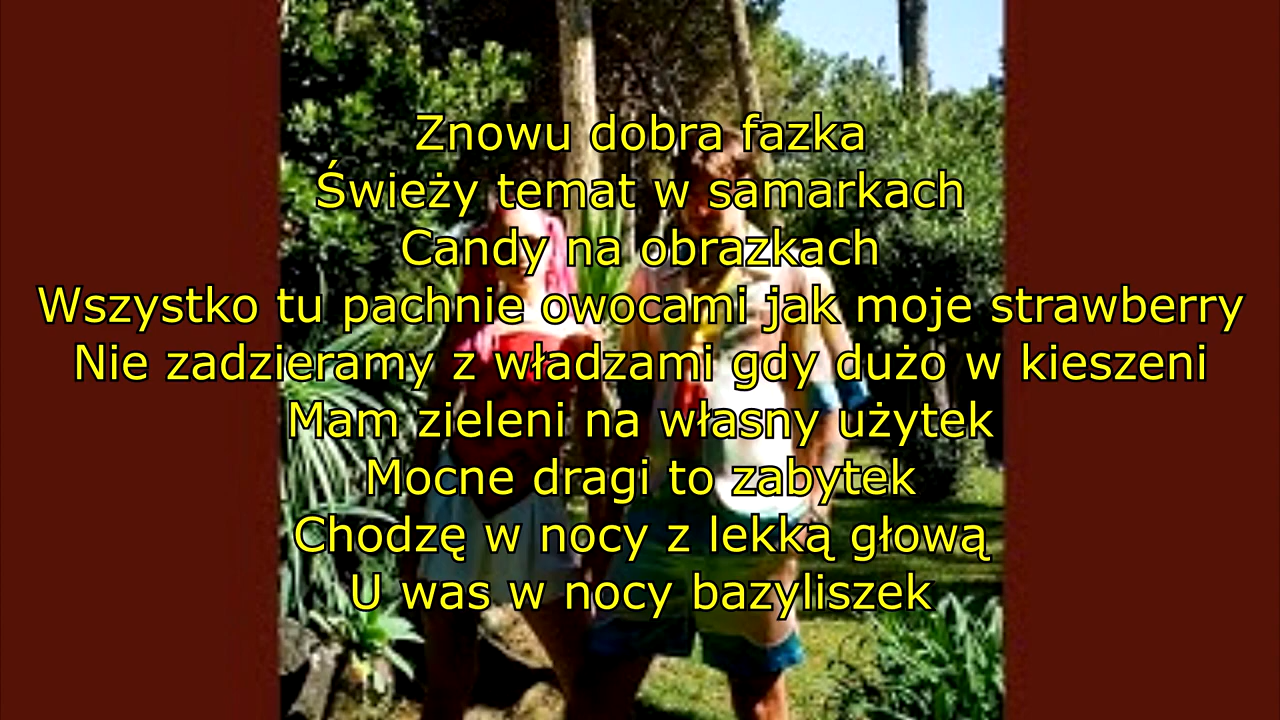 Znowu dobra fazka
Świeży temat w samarkach
Candy na obrazkach
Wszystko tu pachnie owocami jak moje strawberry
Nie zadzieramy z władzami gdy dużo w kieszeni
Mam zieleni na własny użytek
Mocne dragi to zabytek
Chodzę w nocy z lekką głową
U was w nocy bazyliszek